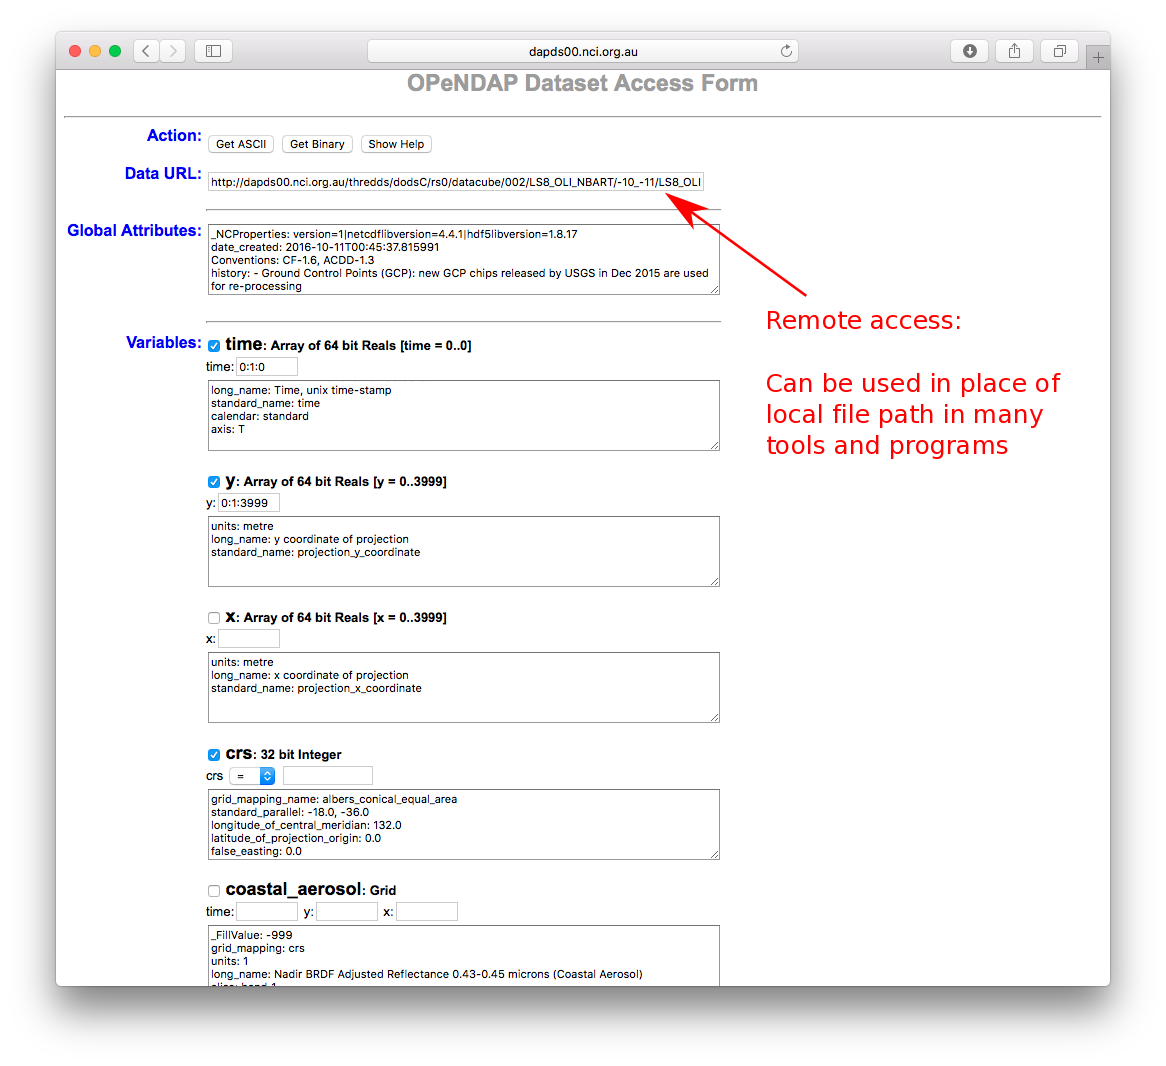 dapds00.nci.org.au
OPeNDAP Dataset Access Form
Action: Get ASCII Get Binary Show Help
Data URL: http://dapds00.nci.org.au/thredds/dodsC/rs0/datacube/002/LS8_OLI_NBART/-10_-11/LS8_OLI
Global Attributes: _NCProperties: version=1|netcdflibversion=4.4.1|hdf5libversion=1.8.17
date_created: 2016-10-11T00:45:37.815991
Conventions: CF-1.6, ACDD-1.3
history: - Ground Control Points (GCP): new GCP chips released by USGS in Dec 2015 are used
for re-processing
Remote access:
Can be used in place of
local file path in many
tools and programs
Variables: time: Array of 64 bit Reals [time = 0..0]
time: 0:1:0
long_name: Time, unix time-stamp
standard_name: time
calendar: standard
axis: T
y: Array of 64 bit Reals [y = 0..3999]
y: 0:1:3999
units: metre
long_name: y coordinate of projection
standard_name: projection_y_coordinate
x: Array of 64 bit Reals [x = 0..3999]
x:
units: metre
long_name: x coordinate of projection
standard_name: projection_x_coordinate
crs: 32 bit Integer
crs =
grid_mapping_name: albers_conical_equal_area
standard_parallel: -18.0, -36.0
longitude_of_central_meridian: 132.0
latitude_of_projection_origin: 0.0
false_easting: 0.0
coastal_aerosol: Grid
time: y: x:
_FillValue: -999
grid_mapping: crs
units: 1
long_name: Nadir BRDF Adjusted Reflectance 0.43-0.45 microns (Coastal Aerosol)